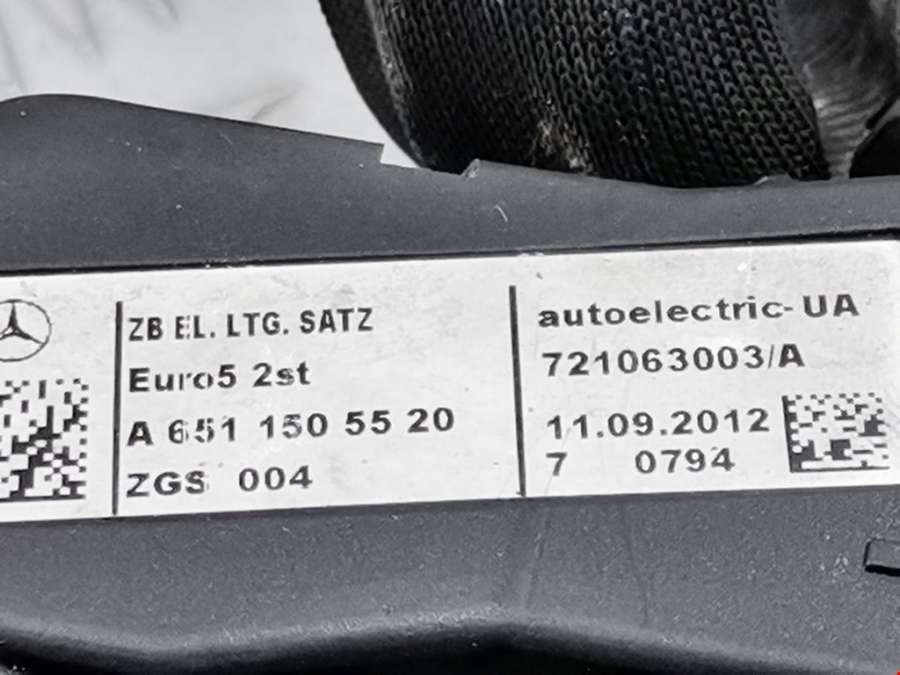 ZB EL. LTG. SATZ
Euro5 2st
A 651 150 55 20
ZGS 004
autoelectric-UA
721063003/A
11.09.2012
7 0794